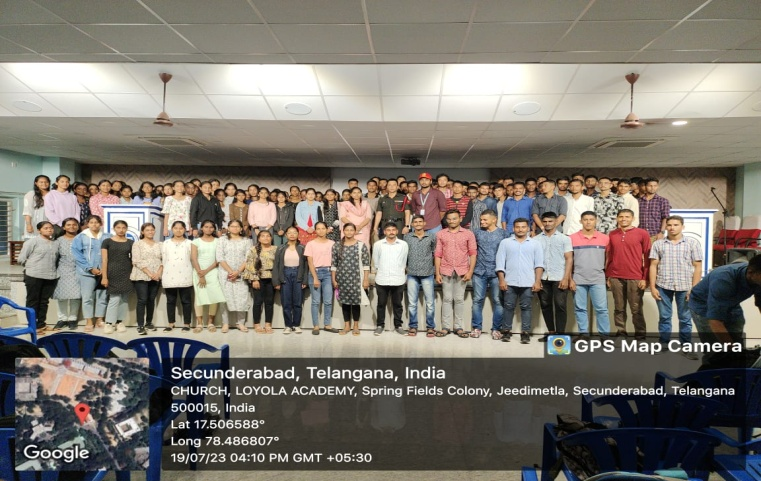 GPS Map Camera
Secunderabad, Telangana, India
CHURCH, LOYOLA ACADEMY, Spring Fields Colony, Jeedimetla, Secunderabad, Telangana
500015, India
Lat 17.506588°
Long 78.486807°
19/07/23 04:10 PM GMT +05:30
Google